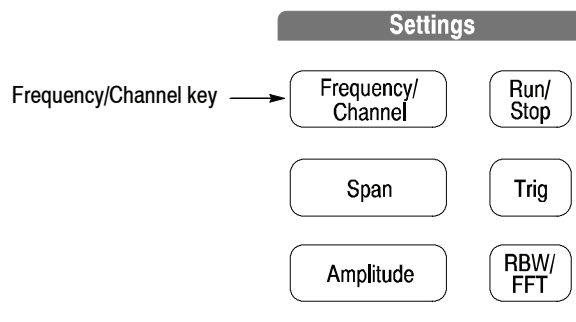 Settings
Frequency/Channel key
Frequency/
Channel
Run/
Stop
Span
Trig
Amplitude
RBW/
FFT